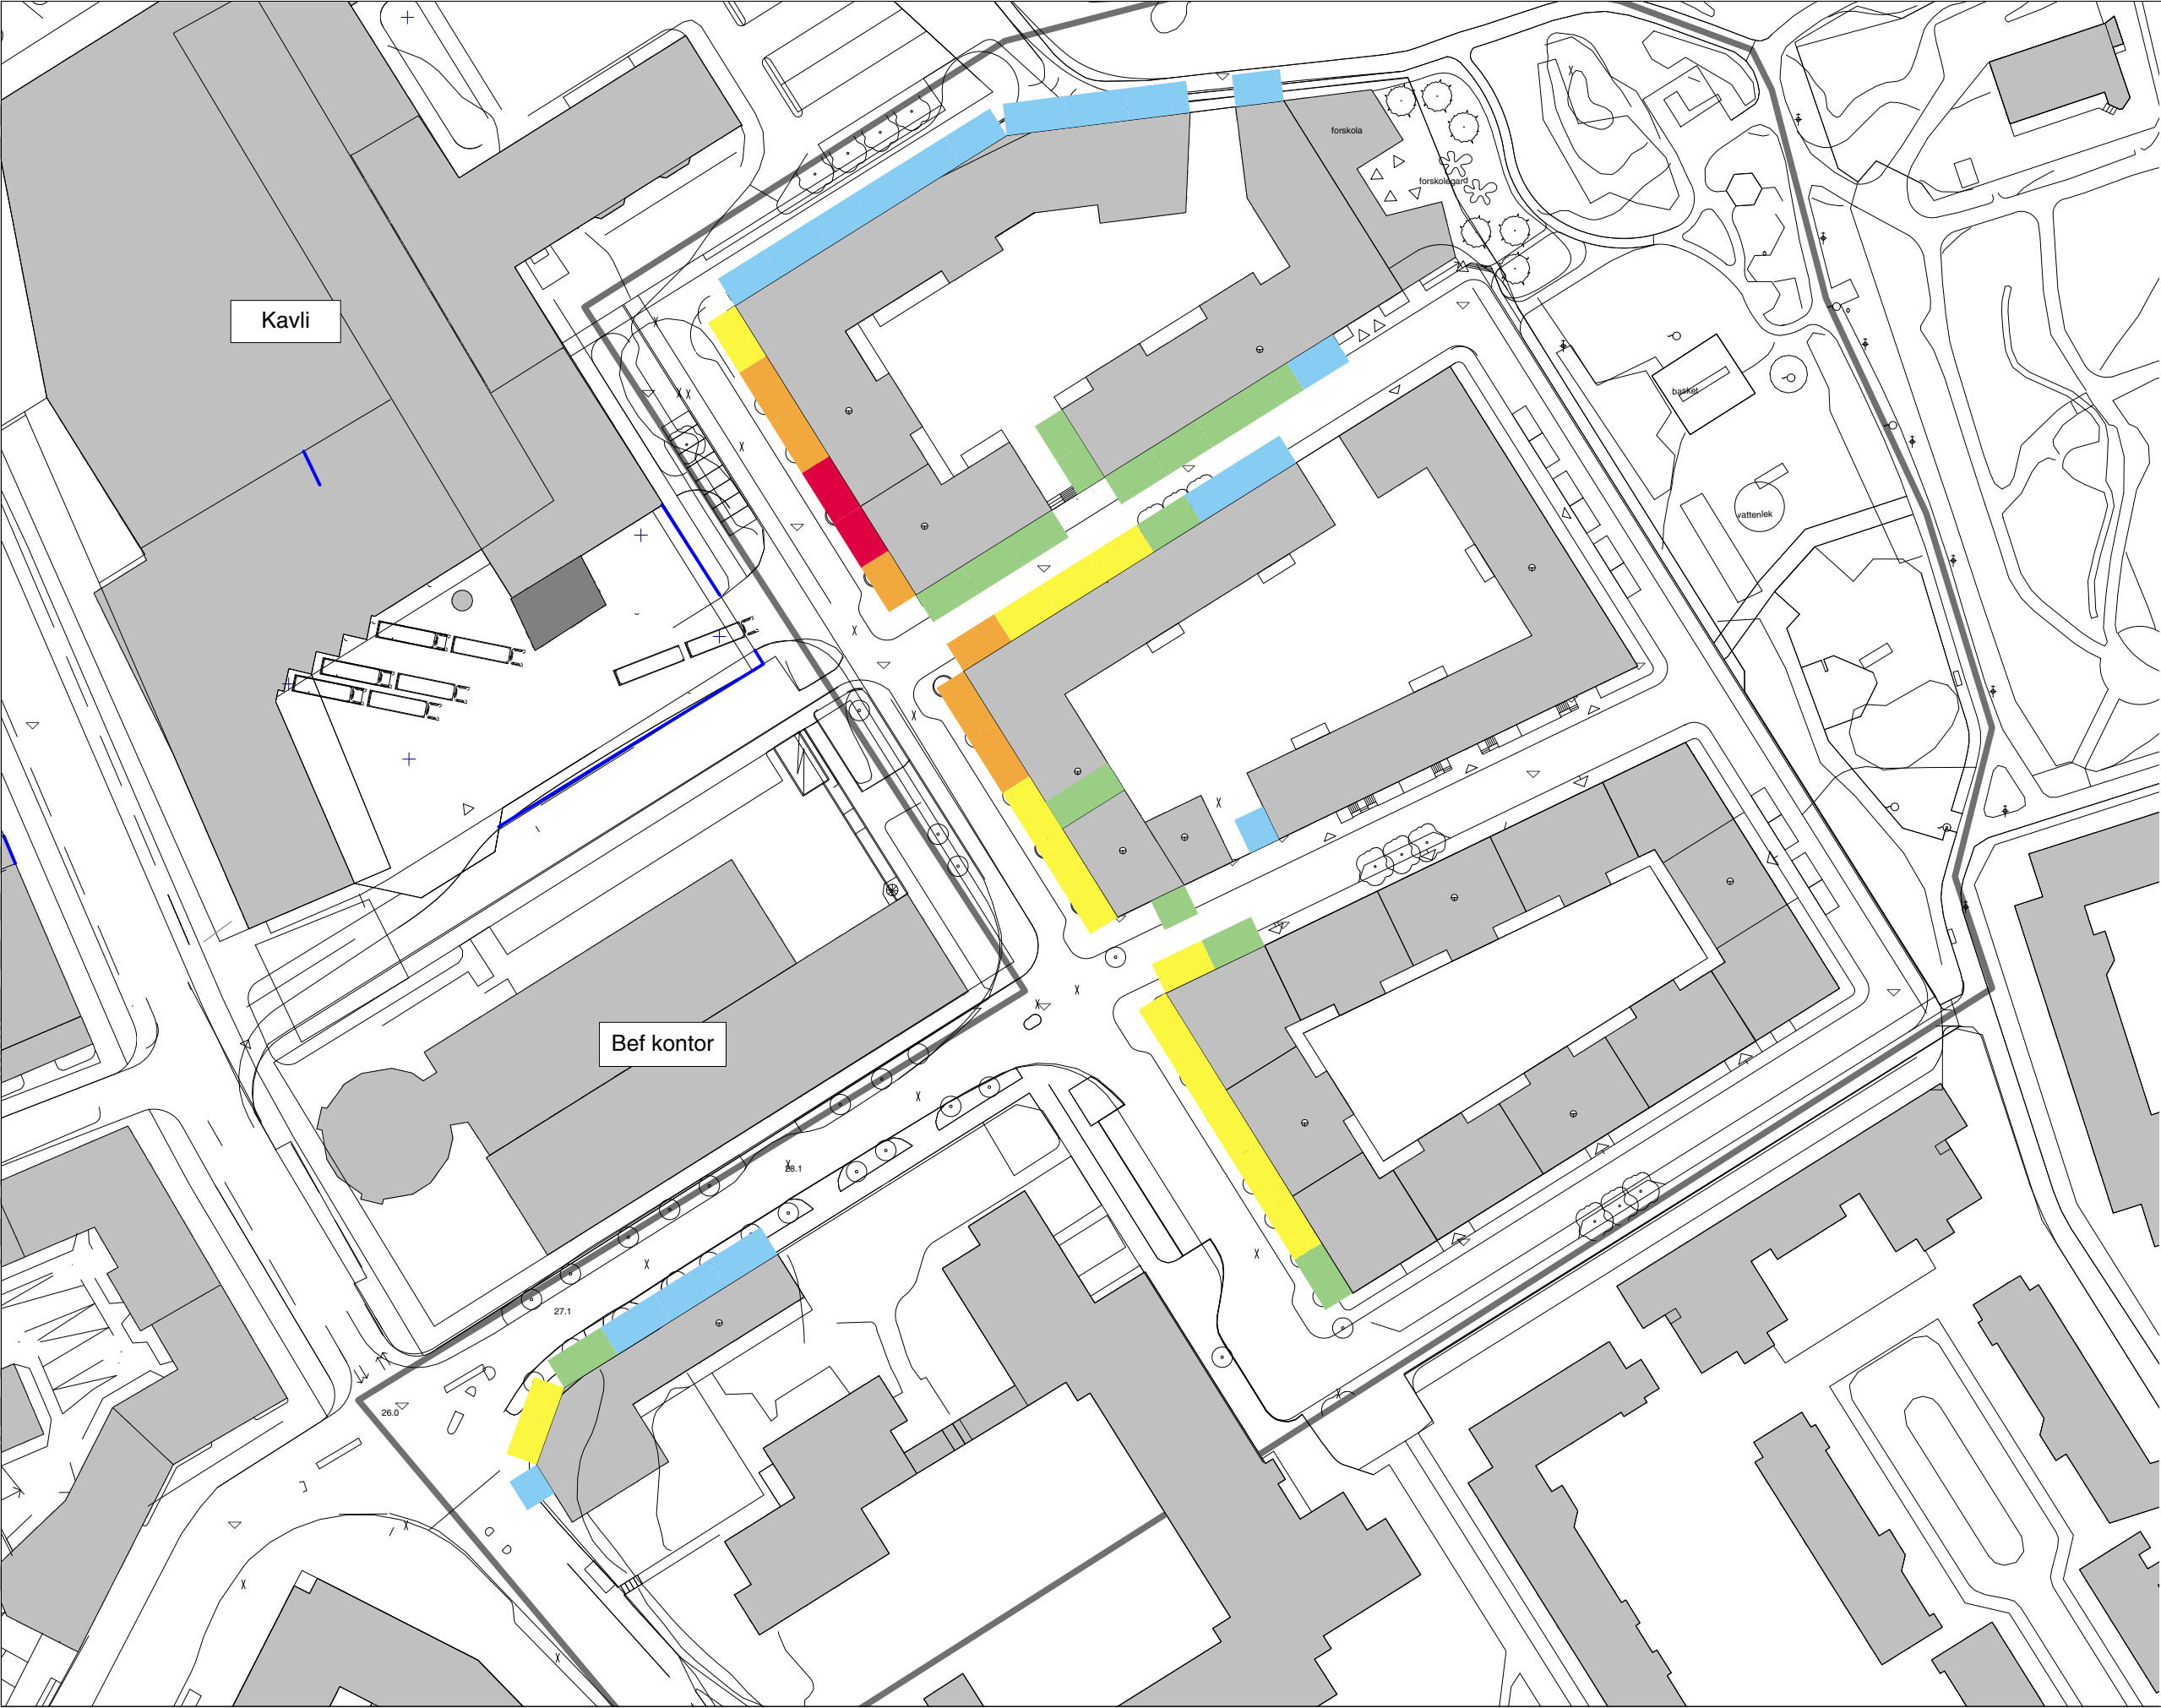 forskola
forskolegard
Kavli
basket
vattenlek
Bef kontor
28.1
27.1
26.0